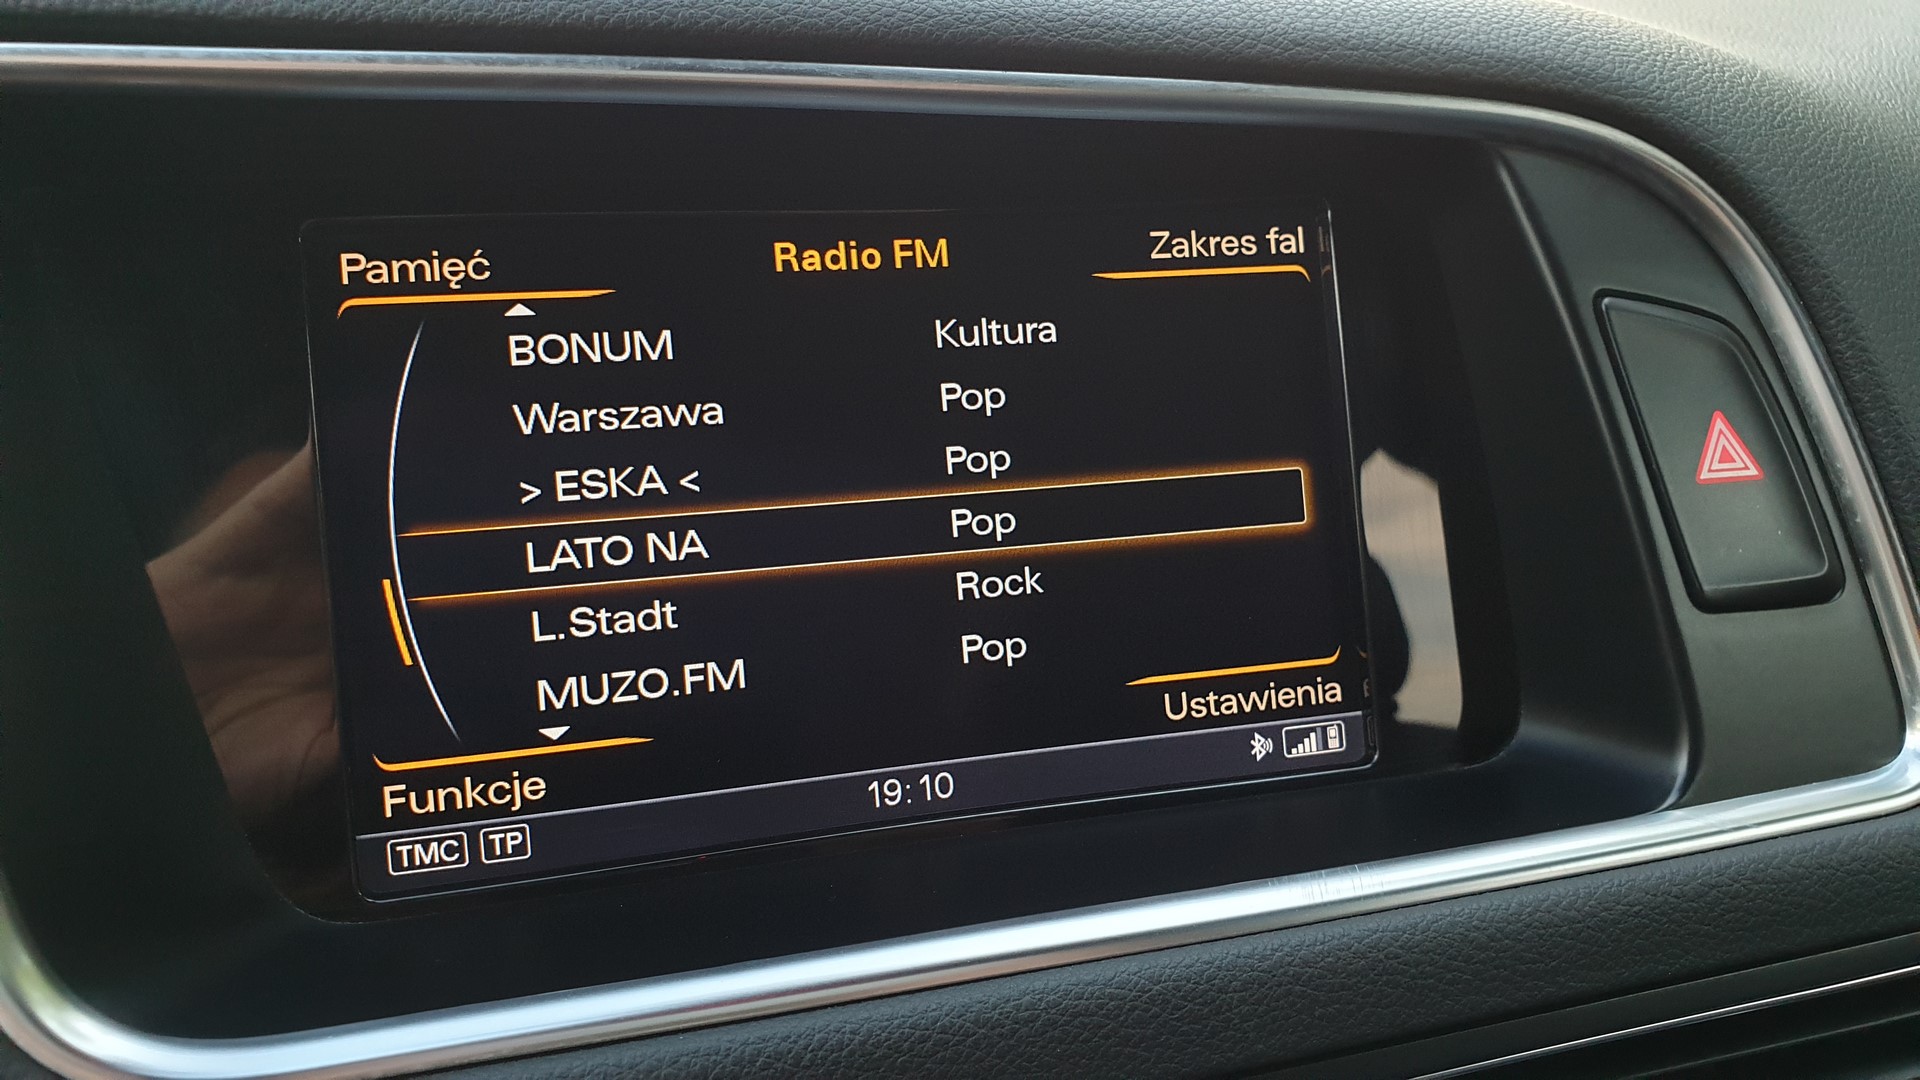 Pamięć Radio FM Zakres fal
BONUM Kultura
Warszawa Pop
> ESKA < Pop
LATO NA Pop
L.Stadt Rock
MUZO.FM Pop
Ustawienia
Funkcje 19:10
TMC TP